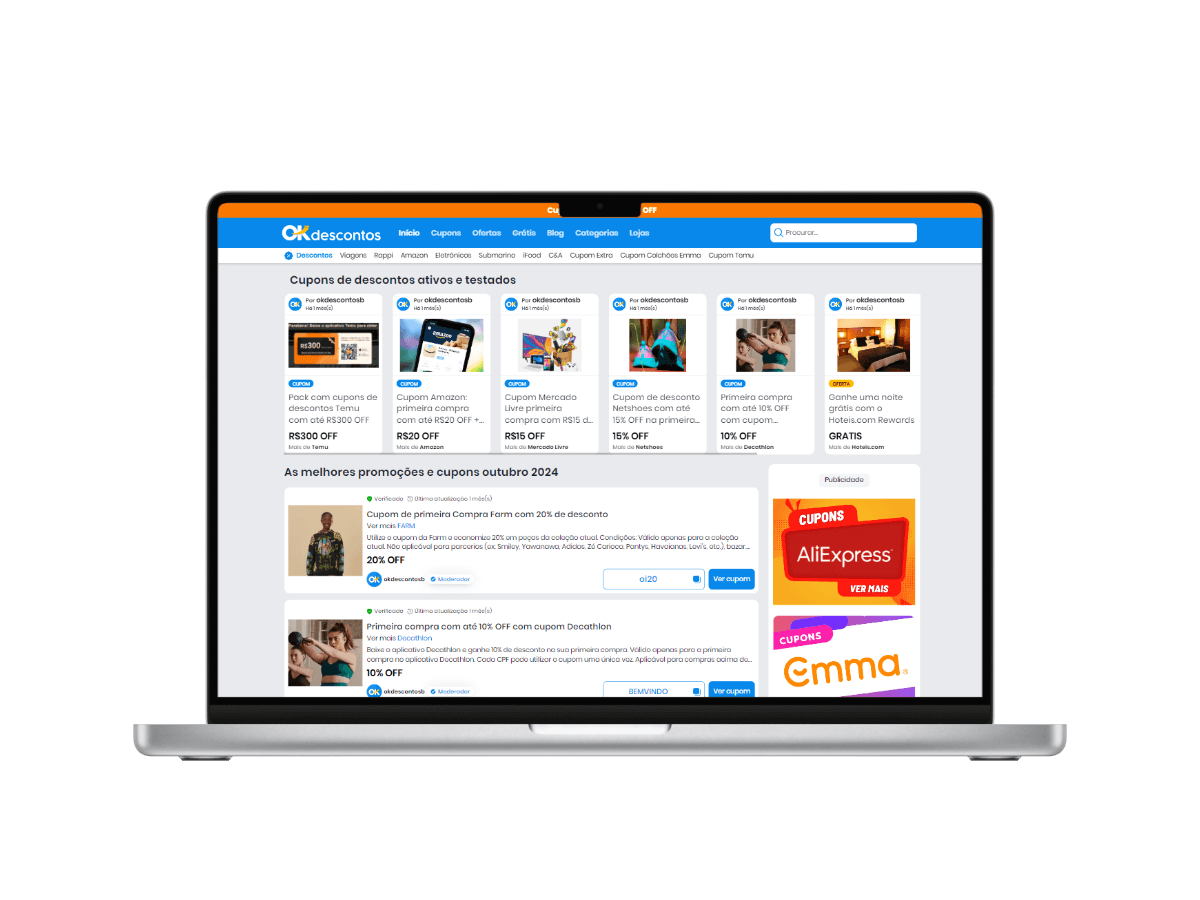 Cu OFF
OKdescontos
Início Cupons Ofertas Grátis Blog Categorias Lojas
Procurar...
Descontos Viagens Rappi Amazon Eletrônicos Submarino iFood C&A Cupom Extra Cupom Colchões Emma Cupom Temu
Cupons de descontos ativos e testados
OK
Por okdescontosb
Há 1 mês(s)
R$300
CUPOM
Pack com cupons de
descontos Temu
com até R$300 OFF
R$300 OFF
Mais de Temu
OK
Por okdescontosb
Há 1 mês(s)
amazon
CUPOM
Cupom Amazon:
primeira compra
com até R$20 OFF +...
R$20 OFF
Mais de Amazon
OK
Por okdescontosb
Há 1 mês(s)
CUPOM
Cupom Mercado
Livre primeira
compra com R$15 d...
R$15 OFF
Mais de Mercado Livre
OK
Por okdescontosb
Há 1 mês(s)
CUPOM
Cupom de desconto
Netshoes com até
15% OFF na primeira...
15% OFF
Mais de Netshoes
OK
Por okdescontosb
Há 1 mês(s)
CUPOM
Primeira compra
com até 10% OFF
com cupom...
10% OFF
Mais de Decathlon
OK
Por okdescontosb
Há 1 mês(s)
OFERTA
Ganhe uma noite
grátis com o
Hoteis.com Rewards
GRATIS
Mais de Hoteis.com
As melhores promoções e cupons outubro 2024
Verificado Última atualização 1 mês(s)
Cupom de primeira Compra Farm com 20% de desconto
Ver mais FARM
Utilize o cupom da Farm e economize 20% em peças da coleção atual. Condições: Válido apenas para a coleção
atual. Não aplicável para parcerias (ex: Smiley, Yawanawa, Adidas, Zó Carioca, Pantys, Havaianas, Levi's, etc.), bazar...
20% OFF
OK okdescontosb Moderador
oi20
Ver cupom
Verificado Última atualização 1 mês(s)
Primeira compra com até 10% OFF com cupom Decathlon
Ver mais Decathlon
Baixe o aplicativo Decathlon e ganhe 10% de desconto na sua primeira compra. Válido apenas para a primeira
compra no aplicativo Decathlon. Cada CPF pode utilizar o cupom uma única vez. Aplicável para compras acima de...
10% OFF
OK okdescontosb Moderador
BEMVINDO
Ver cupom
Publicidade
CUPONS
AliExpress
VER MAIS
CUPONS
emma